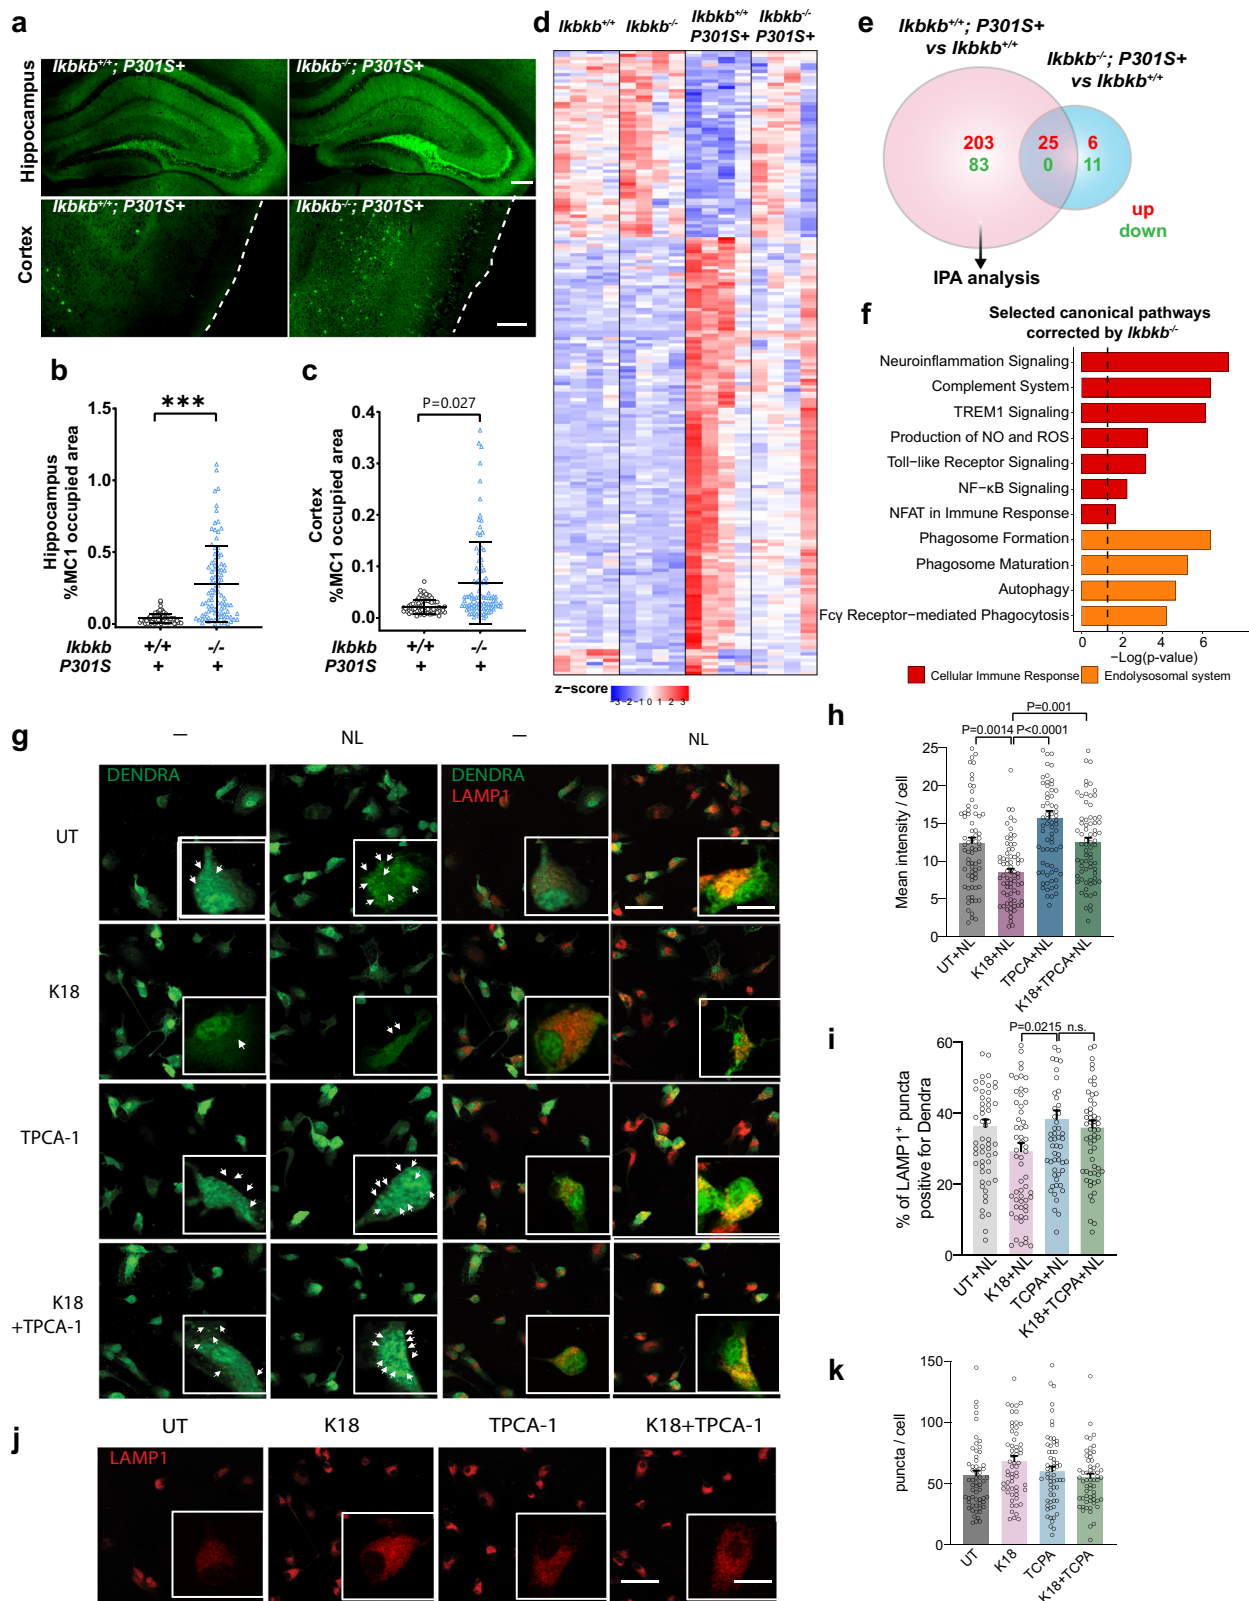 a
Ikbkb+/+; P301S+
Ikbkb-/-; P301S+
Hippocampus
Ikbkb+/+; P301S+
Ikbkb-/-; P301S+
Cortex
b
***
Hippocampus
%MC1 occupied area
1.5
1.0
0.5
0.0
Ikbkb +/+ -/-
P301S + +
c
P=0.027
Cortex
%MC1 occupied area
0.4
0.3
0.2
0.1
0.0
Ikbkb +/+ -/-
P301S + +
d
Ikbkb+/+ Ikbkb-/- Ikbkb+/+ Ikbkb-/-
P301S+ P301S+
z−score
-3 -2 -1 0 1 2 3
e
Ikbkb+/+; P301S+
vs Ikbkb+/+
Ikbkb-/-; P301S+
vs Ikbkb+/+
203 25 6
83 0 11
up
down
IPA analysis
f
Selected canonical pathways
corrected by Ikbkb-/-
Neuroinflammation Signaling
Complement System
TREM1 Signaling
Production of NO and ROS
Toll-like Receptor Signaling
NF−κB Signaling
NFAT in Immune Response
Phagosome Formation
Phagosome Maturation
Autophagy
Fcγ Receptor−mediated Phagocytosis
0 2 4 6
−Log(p-value)
Cellular Immune Response
Endolysosomal system
g
— NL — NL
DENDRA
DENDRA
LAMP1
UT
K18
TPCA-1
K18
+TPCA-1
h
P=0.001
P=0.0014 P<0.0001
Mean intensity / cell
25
20
15
10
5
0
UT+NL
K18+NL
TPCA+NL
K18+TPCA+NL
i
P=0.0215 n.s.
% of LAMP1+ puncta
positive for Dendra
60
40
20
0
UT+NL
K18+NL
TCPA+NL
K18+TCPA+NL
j
UT K18 TPCA-1 K18+TPCA-1
LAMP1
k
puncta / cell
150
100
50
0
UT
K18
TCPA
K18+TCPA